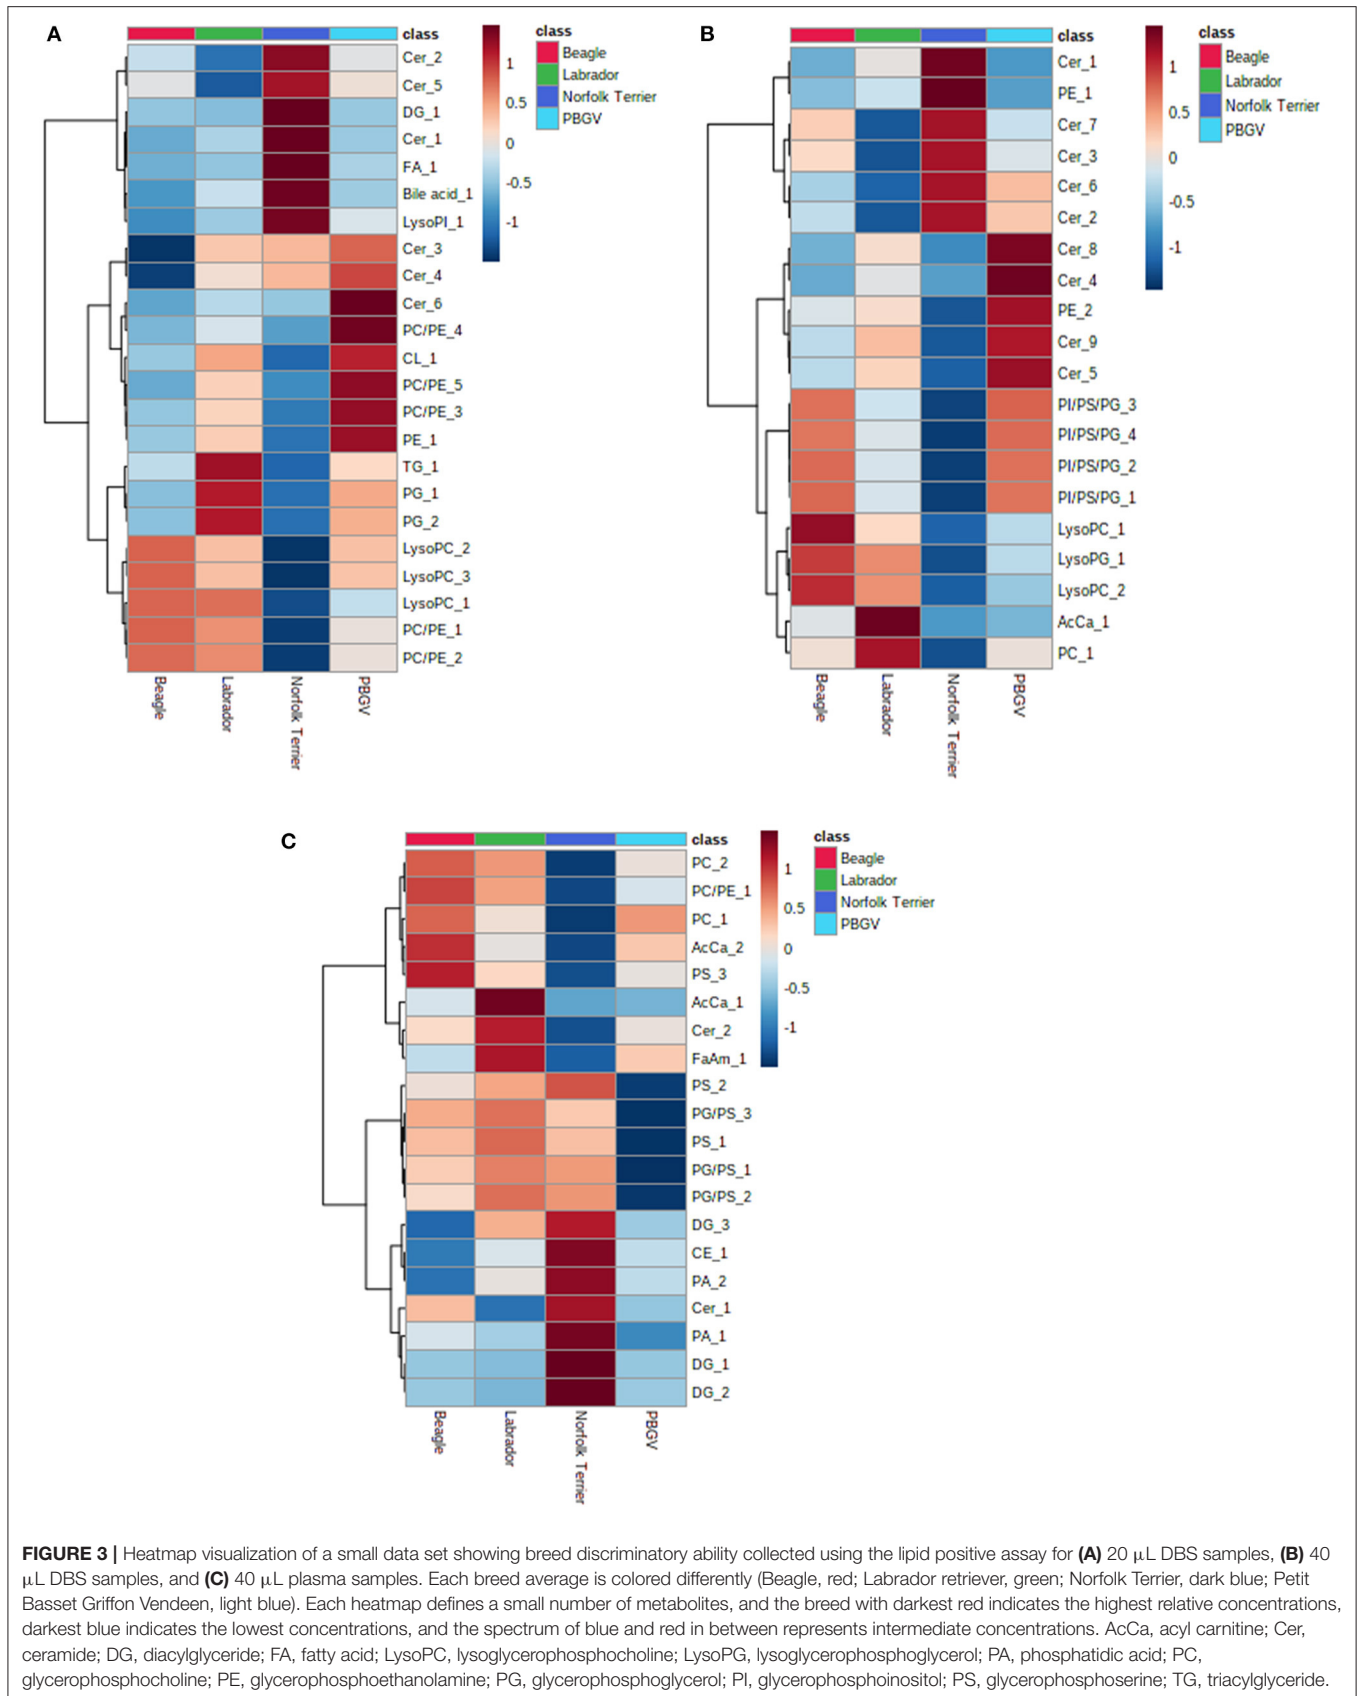 A
class
Beagle
Labrador
Norfolk Terrier
PBGV
1
0.5
0
-0.5
-1
Cer_2
Cer_5
DG_1
Cer_1
FA_1
Bile acid_1
LysoPI_1
Cer_3
Cer_4
Cer_6
PC/PE_4
CL_1
PC/PE_5
PC/PE_3
PE_1
TG_1
PG_1
PG_2
LysoPC_2
LysoPC_3
LysoPC_1
PC/PE_1
PC/PE_2
Beagle
Labrador
Norfolk Terrier
PBGV
B
class
Beagle
Labrador
Norfolk Terrier
PBGV
1
0.5
0
-0.5
-1
Cer_1
PE_1
Cer_7
Cer_3
Cer_6
Cer_2
Cer_8
Cer_4
PE_2
Cer_9
Cer_5
PI/PS/PG_3
PI/PS/PG_4
PI/PS/PG_2
PI/PS/PG_1
LysoPC_1
LysoPG_1
LysoPC_2
AcCa_1
PC_1
Beagle
Labrador
Norfolk Terrier
PBGV
C
class
Beagle
Labrador
Norfolk Terrier
PBGV
1
0.5
0
-0.5
-1
PC_2
PC/PE_1
PC_1
AcCa_2
PS_3
AcCa_1
Cer_2
FaAm_1
PS_2
PG/PS_3
PS_1
PG/PS_1
PG/PS_2
DG_3
CE_1
PA_2
Cer_1
PA_1
DG_1
DG_2
Beagle
Labrador
Norfolk Terrier
PBGV
FIGURE 3 | Heatmap visualization of a small data set showing breed discriminatory ability collected using the lipid positive assay for (A) 20 µL DBS samples, (B) 40
µL DBS samples, and (C) 40 µL plasma samples. Each breed average is colored differently (Beagle, red; Labrador retriever, green; Norfolk Terrier, dark blue; Petit
Basset Griffon Vendeen, light blue). Each heatmap defines a small number of metabolites, and the breed with darkest red indicates the highest relative concentrations,
darkest blue indicates the lowest concentrations, and the spectrum of blue and red in between represents intermediate concentrations. AcCa, acyl carnitine; Cer,
ceramide; DG, diacylglyceride; FA, fatty acid; LysoPC, lysoglycerophosphocholine; LysoPG, lysoglycerophosphoglycerol; PA, phosphatidic acid; PC,
glycerophosphocholine; PE, glycerophosphoethanolamine; PG, glycerophosphoglycerol; PI, glycerophosphoinositol; PS, glycerophosphoserine; TG, triacylglyceride.